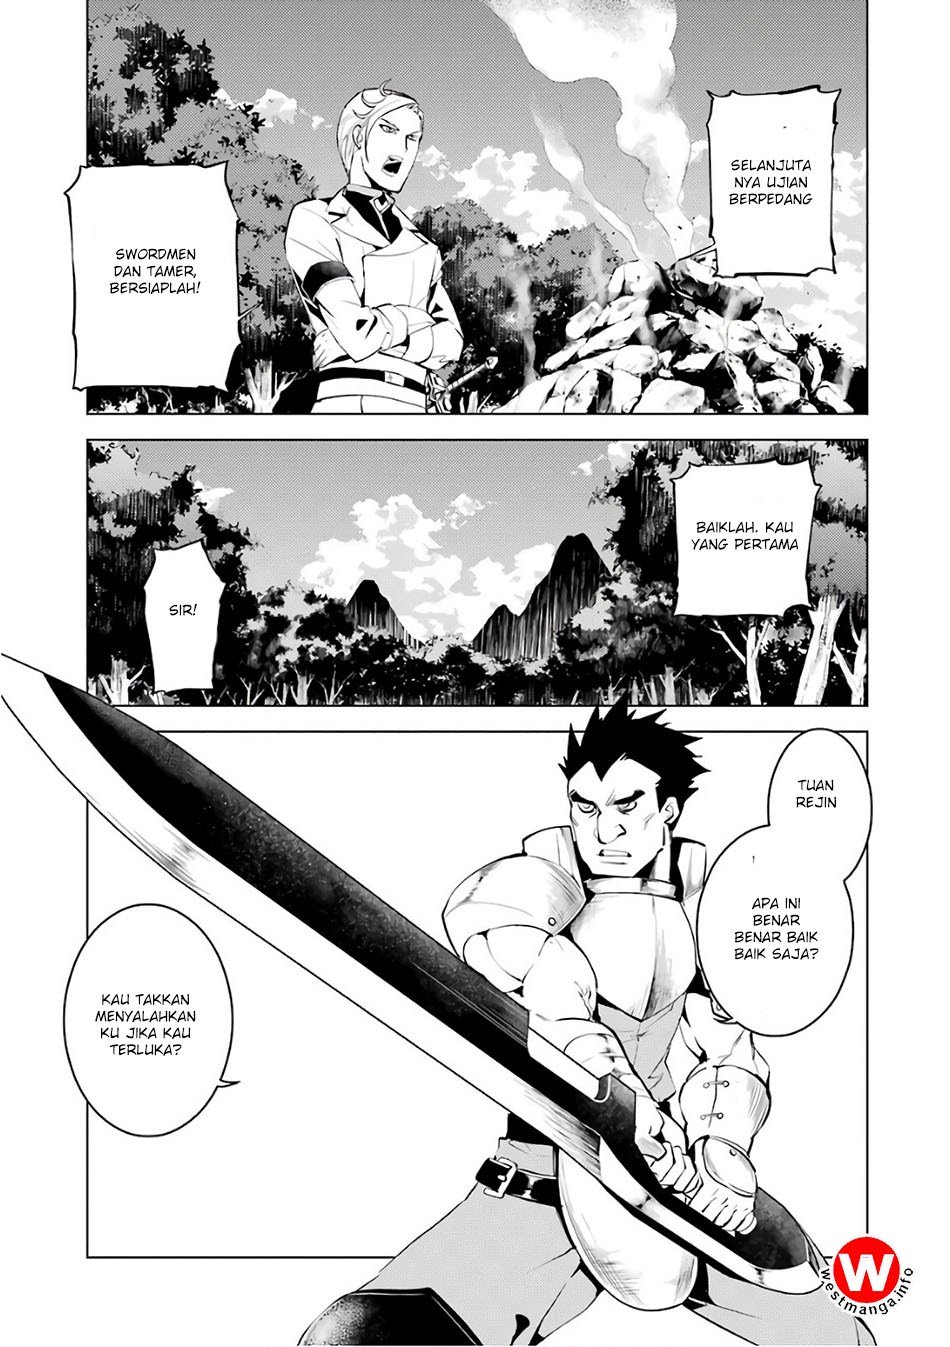 SELANJUTA
NYA UJIAN
BERPEDANG
SWORDMEN
DAN TAMER,
BERSIAPLAH!
BAIKLAH. KAU
YANG PERTAMA
SIR!
TUAN
REJIN
APA INI
BENAR
BENAR BAIK
BAIK SAJA?
KAU TAKKAN
MENYALAHKAN
KU JIKA KAU
TERLUKA?
W
westmanga.info